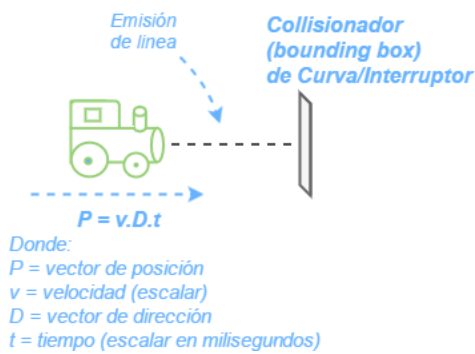 Emisión
de linea
Collisionador
(bounding box)
de Curva/Interruptor
P = v.D.t
Donde:
P = vector de posición
v = velocidad (escalar)
D = vector de dirección
t = tiempo (escalar en milisegundos)